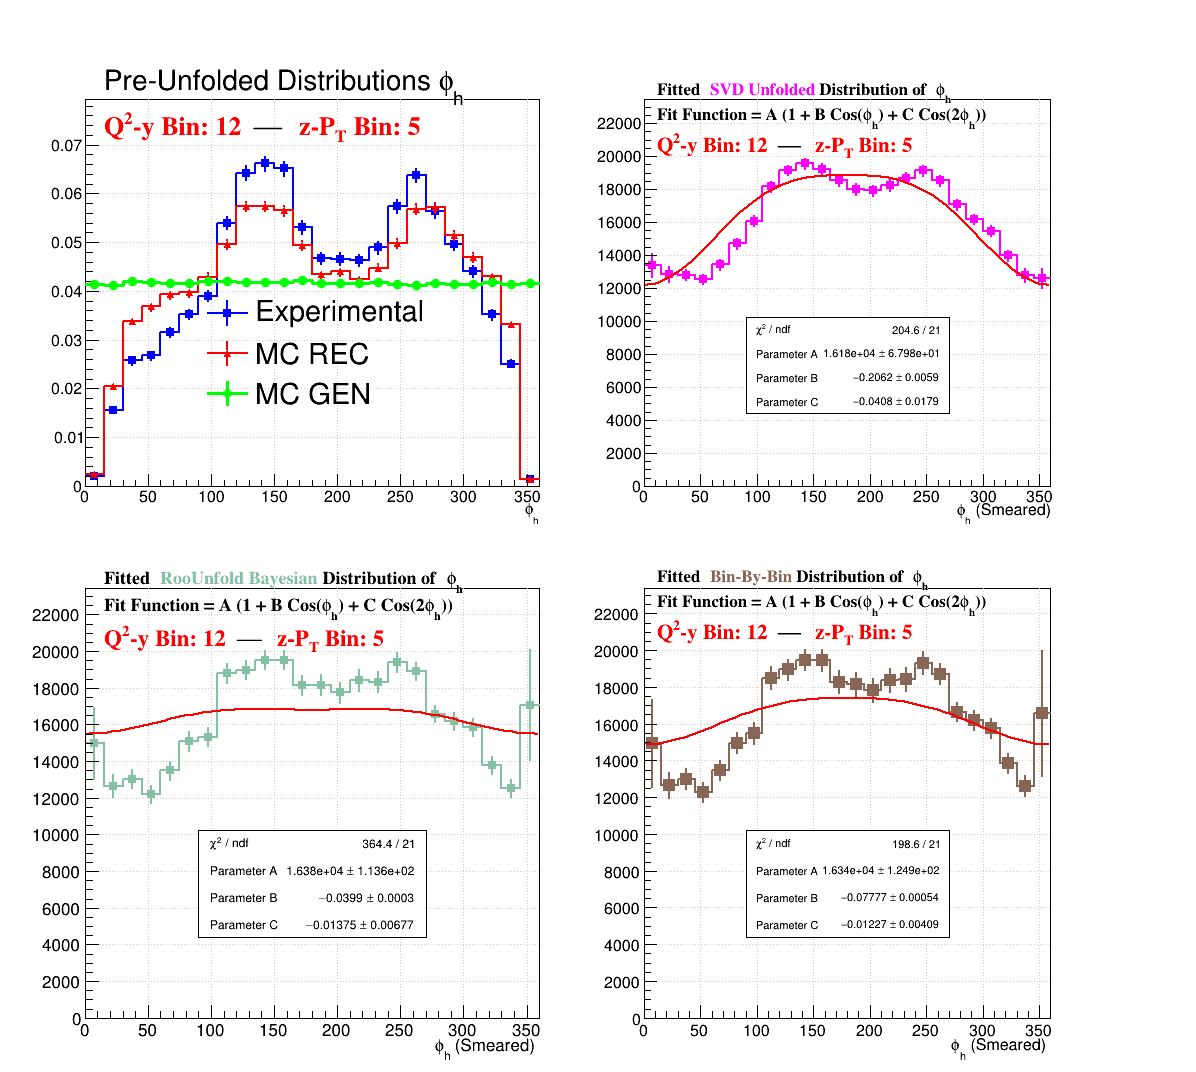 Pre-Unfolded Distributions ϕh
Q²-y Bin: 12 — z-PT Bin: 5
0.07
0.06
0.05
0.04
0.03
0.02
0.01
0
Experimental
MC REC
MC GEN
0 50 100 150 200 250 300 350
ϕh
Fitted SVD Unfolded Distribution of ϕh
Fit Function = A (1 + B Cos(ϕh) + C Cos(2ϕh))
Q²-y Bin: 12 — z-PT Bin: 5
22000
20000
18000
16000
14000
12000
10000
8000
6000
4000
2000
0
χ² / ndf 204.6 / 21
Parameter A 1.618e+04 ± 6.798e+01
Parameter B −0.2062 ± 0.0059
Parameter C −0.0408 ± 0.0179
0 50 100 150 200 250 300 350
ϕh (Smeared)
Fitted RooUnfold Bayesian Distribution of ϕh
Fit Function = A (1 + B Cos(ϕh) + C Cos(2ϕh))
Q²-y Bin: 12 — z-PT Bin: 5
22000
20000
18000
16000
14000
12000
10000
8000
6000
4000
2000
0
χ² / ndf 364.4 / 21
Parameter A 1.638e+04 ± 1.136e+02
Parameter B −0.0399 ± 0.0003
Parameter C −0.01375 ± 0.00677
0 50 100 150 200 250 300 350
ϕh (Smeared)
Fitted Bin-By-Bin Distribution of ϕh
Fit Function = A (1 + B Cos(ϕh) + C Cos(2ϕh))
Q²-y Bin: 12 — z-PT Bin: 5
22000
20000
18000
16000
14000
12000
10000
8000
6000
4000
2000
0
χ² / ndf 198.6 / 21
Parameter A 1.634e+04 ± 1.249e+02
Parameter B −0.07777 ± 0.00054
Parameter C −0.01227 ± 0.00409
0 50 100 150 200 250 300 350
ϕh (Smeared)